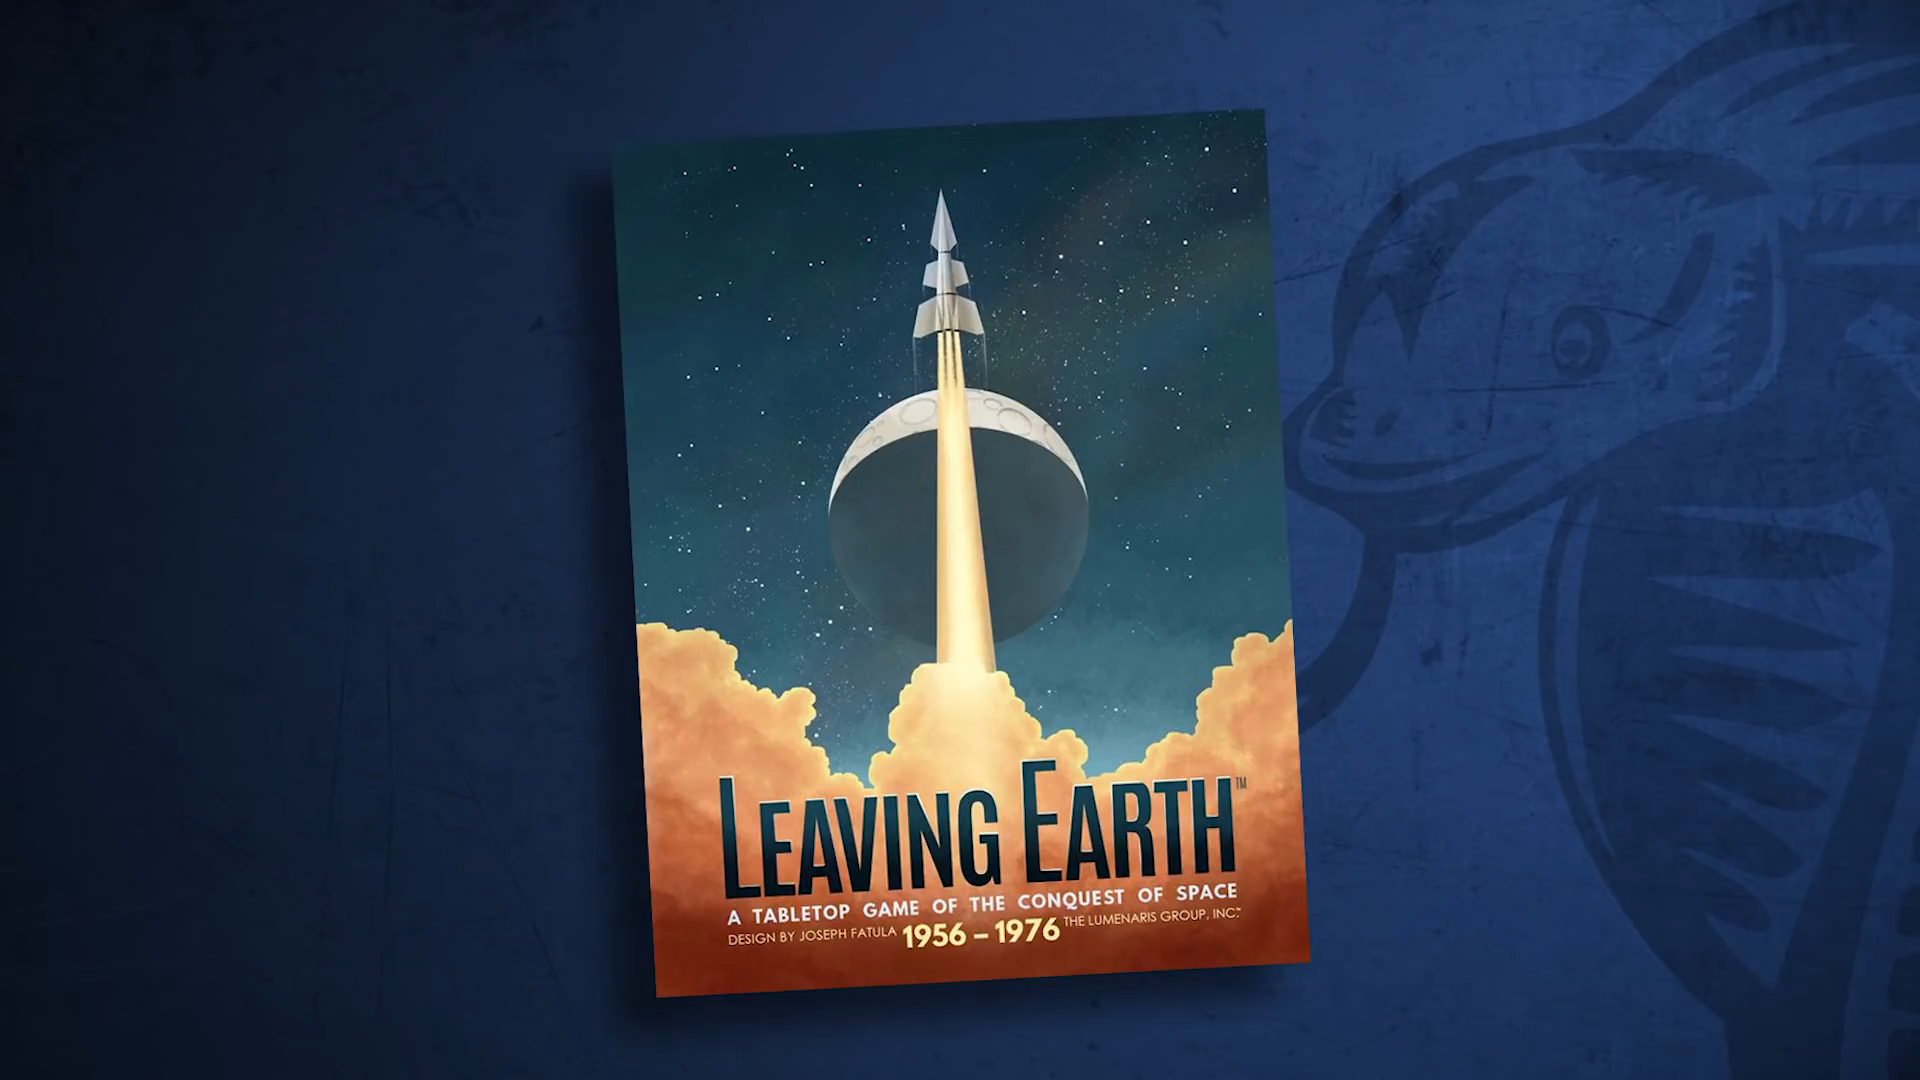 LEAVING EARTH™
A TABLETOP GAME OF THE CONQUEST OF SPACE
DESIGN BY JOSEPH FATULA 1956 – 1976 THE LUMENARIS GROUP, INC.™